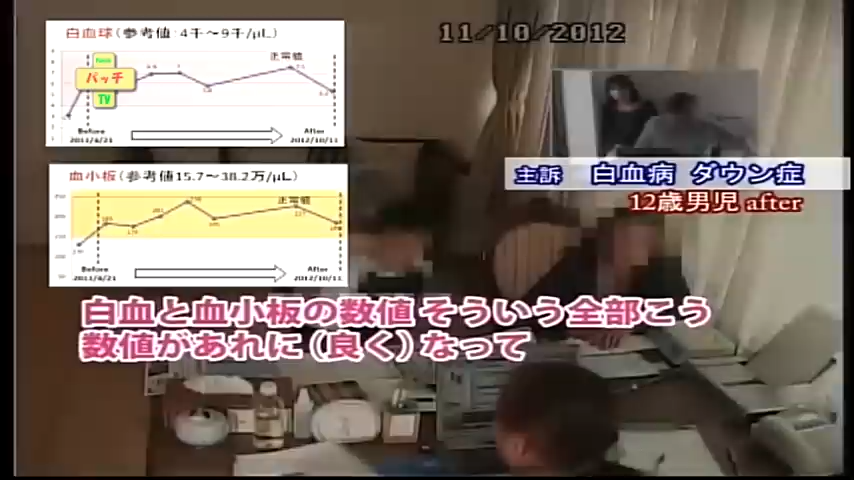 白血球(参考値:4千～9千/μL)
パッチ
TV
正常値
Before
2011/6/21
After
2012/10/11
血小板(参考値15.7～38.2万/μL)
正常値
Before
2011/6/21
After
2012/10/11
11/10/2012
主訴 白血病 ダウン症
12歳男児 after
白血と血小板の数値 そういう全部こう
数値があれに(良く)なって